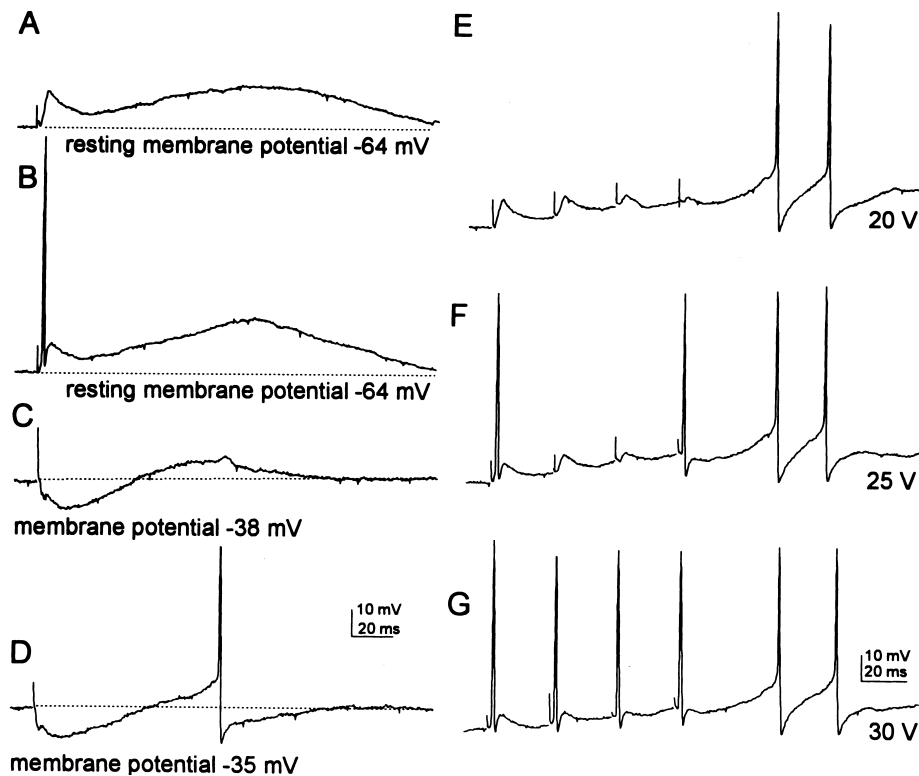 A
resting membrane potential -64 mV
B
resting membrane potential -64 mV
C
membrane potential -38 mV
D
10 mV
20 ms
membrane potential -35 mV
E
20 V
F
25 V
G
10 mV
20 ms
30 V